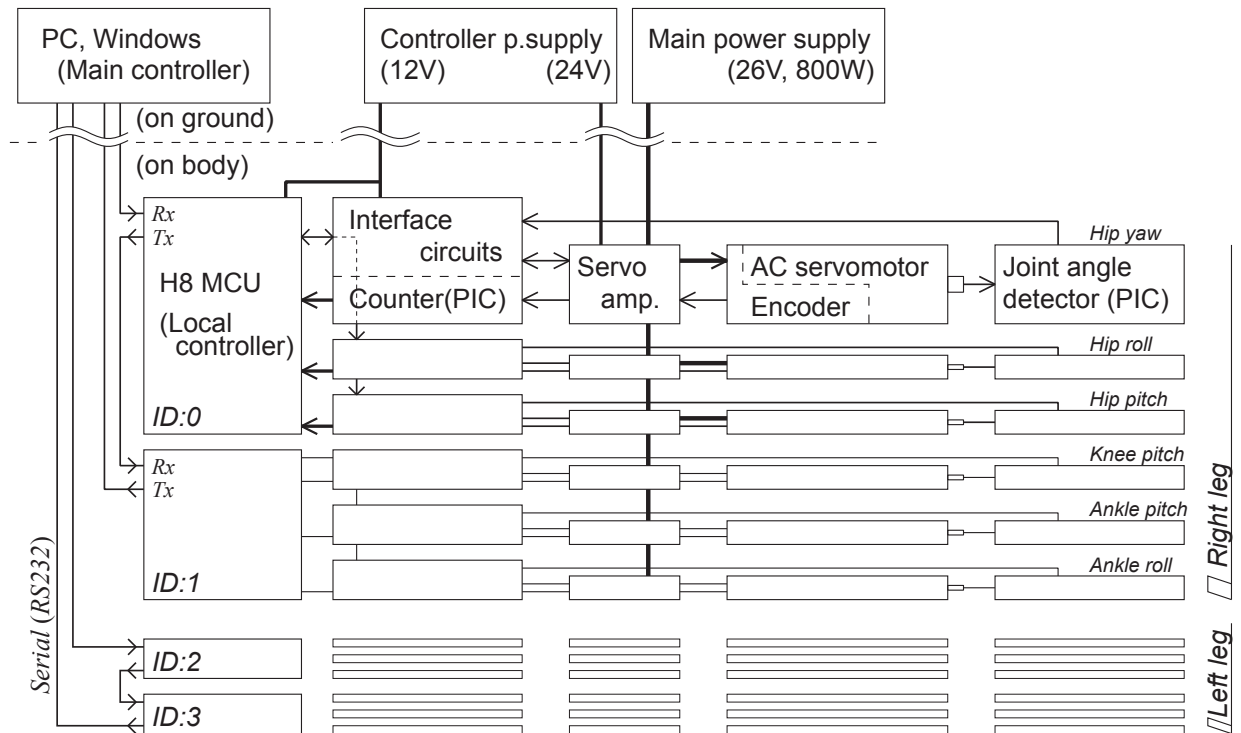 PC, Windows
(Main controller)
Controller p.supply
(12V) (24V)
Main power supply
(26V, 800W)
(on ground)
(on body)
Rx
Tx
H8 MCU
(Local
controller)
ID:0
Interface
circuits
Counter(PIC)
Servo
amp.
AC servomotor
Encoder
Hip yaw
Joint angle
detector (PIC)
Hip roll
Hip pitch
Rx
Tx
ID:1
Knee pitch
Ankle pitch
Ankle roll
Right leg
Serial (RS232)
ID:2
ID:3
Left leg